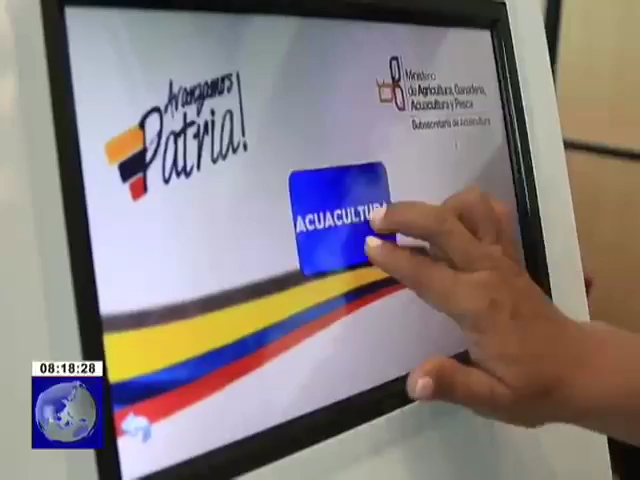 Avanzamos
Patria!
Ministerio
de Agricultura, Ganadería,
Acuacultura y Pesca
Subsecretaría de Acuacultura
ACUACULTURA
08:18:28